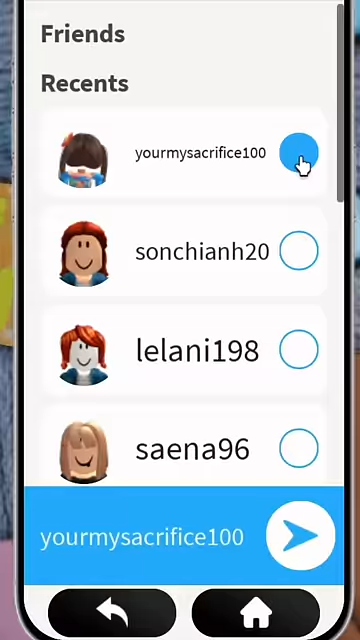 Friends
Recents
yourmysacrifice100
sonchianh20
lelani198
saena96
yourmysacrifice100